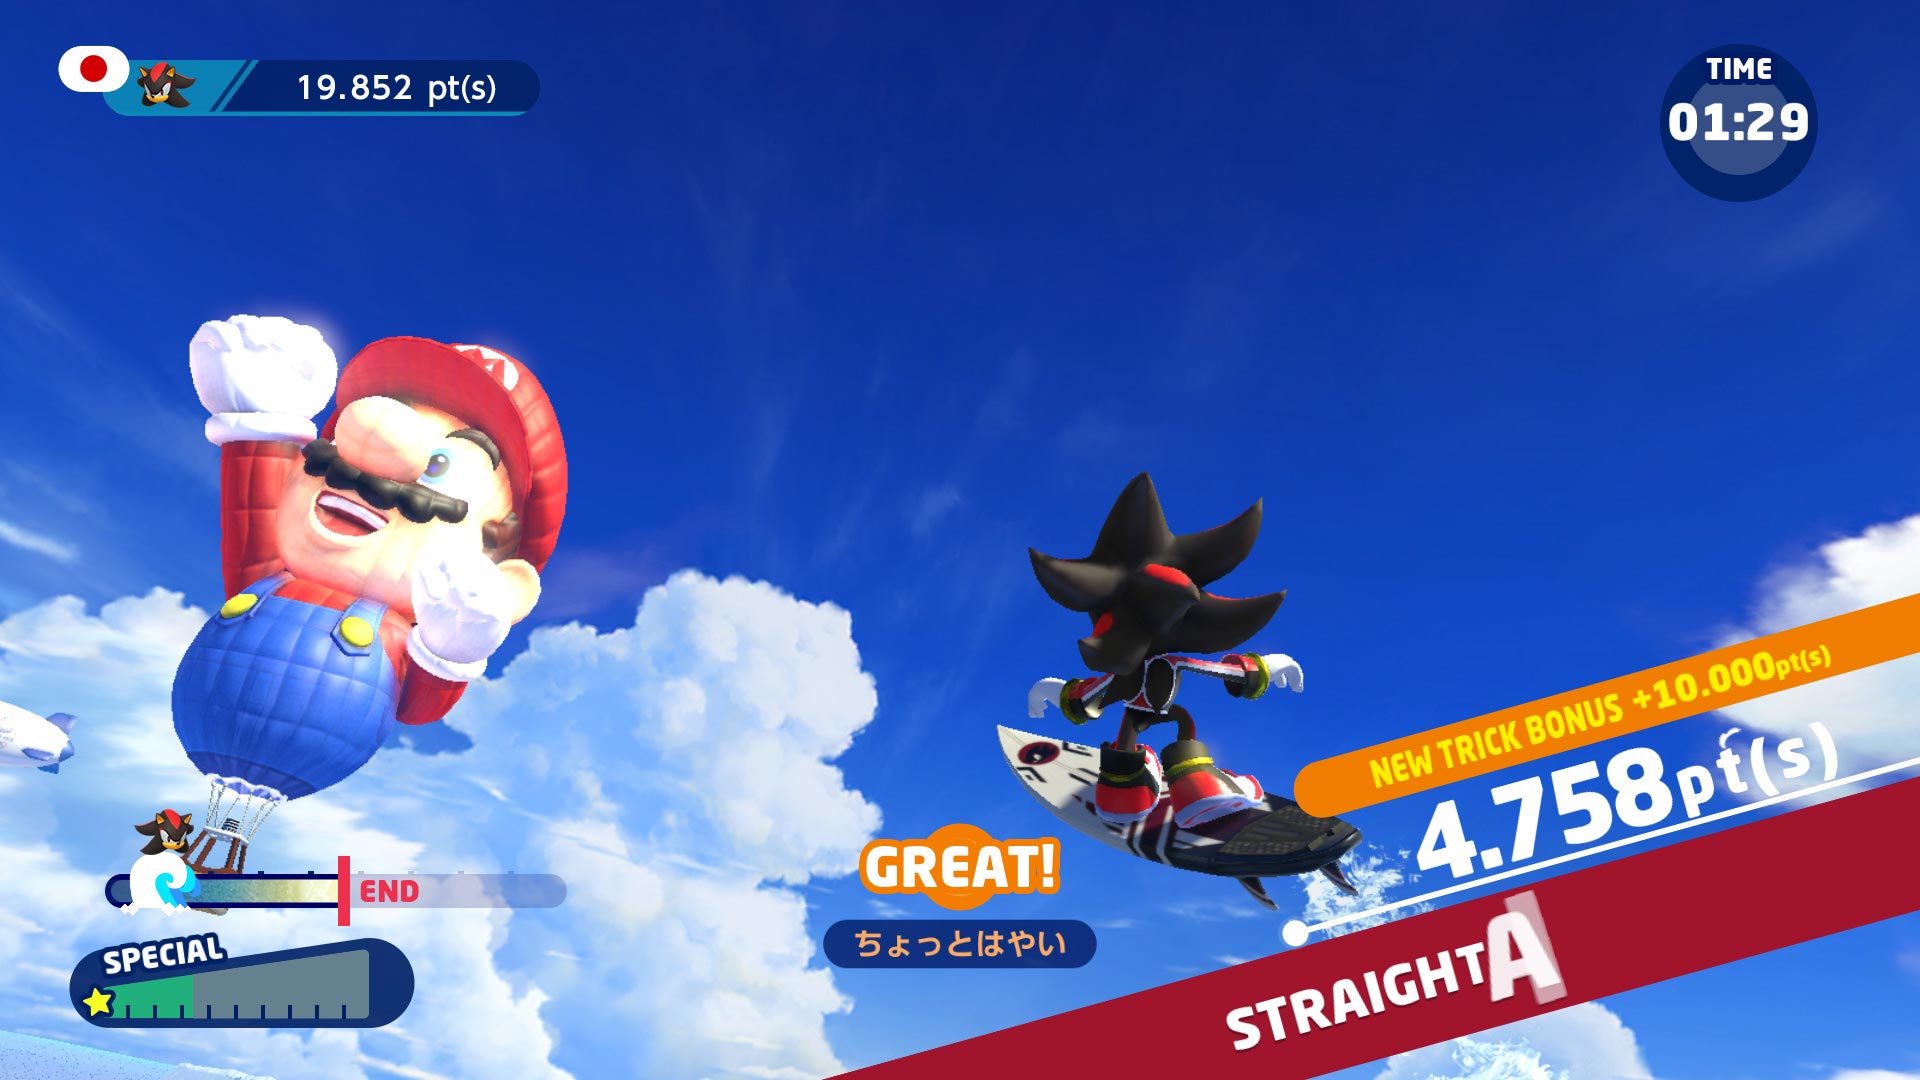 19.852 pt(s)
TIME
01:29
NEW TRICK BONUS +10.000pt(s)
4.758pt(s)
GREAT!
END
ちょっとはやい
SPECIAL
STRAIGHT A